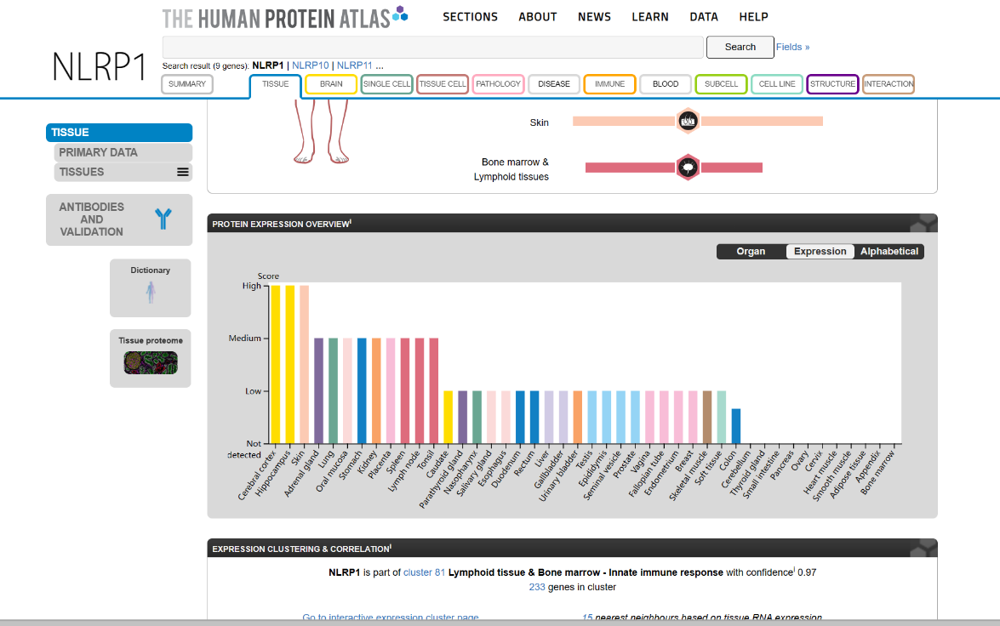 THE HUMAN PROTEIN ATLAS
SECTIONS ABOUT NEWS LEARN DATA HELP
NLRP1
Search
Fields »
Search result (9 genes): NLRP1 | NLRP10 | NLRP11 ...
SUMMARY TISSUE BRAIN SINGLE CELL TISSUE CELL PATHOLOGY DISEASE IMMUNE BLOOD SUBCELL CELL LINE STRUCTURE INTERACTION
TISSUE
PRIMARY DATA
TISSUES
ANTIBODIES
AND
VALIDATION
Dictionary
Tissue proteome
Skin
Bone marrow &
Lymphoid tissues
PROTEIN EXPRESSION OVERVIEWi
Organ Expression Alphabetical
Score
High
Medium
Low
Not
detected
Cerebral cortex
Hippocampus
Skin
Adrenal gland
Lung
Oral mucosa
Stomach
Kidney
Placenta
Spleen
Lymph node
Tonsil
Caudate
Parathyroid gland
Nasopharynx
Salivary gland
Esophagus
Duodenum
Rectum
Liver
Gallbladder
Urinary bladder
Testis
Epididymis
Seminal vesicle
Prostate
Vagina
Fallopian tube
Endometrium
Breast
Skeletal muscle
Soft tissue
Colon
Cerebellum
Thyroid gland
Small intestine
Pancreas
Ovary
Cervix
Heart muscle
Smooth muscle
Adipose tissue
Appendix
Bone marrow
EXPRESSION CLUSTERING & CORRELATIONi
NLRP1 is part of cluster 81 Lymphoid tissue & Bone marrow - Innate immune response with confidencei 0.97
233 genes in cluster
Go to interactive expression cluster page
15 nearest neighbours based on tissue RNA expression